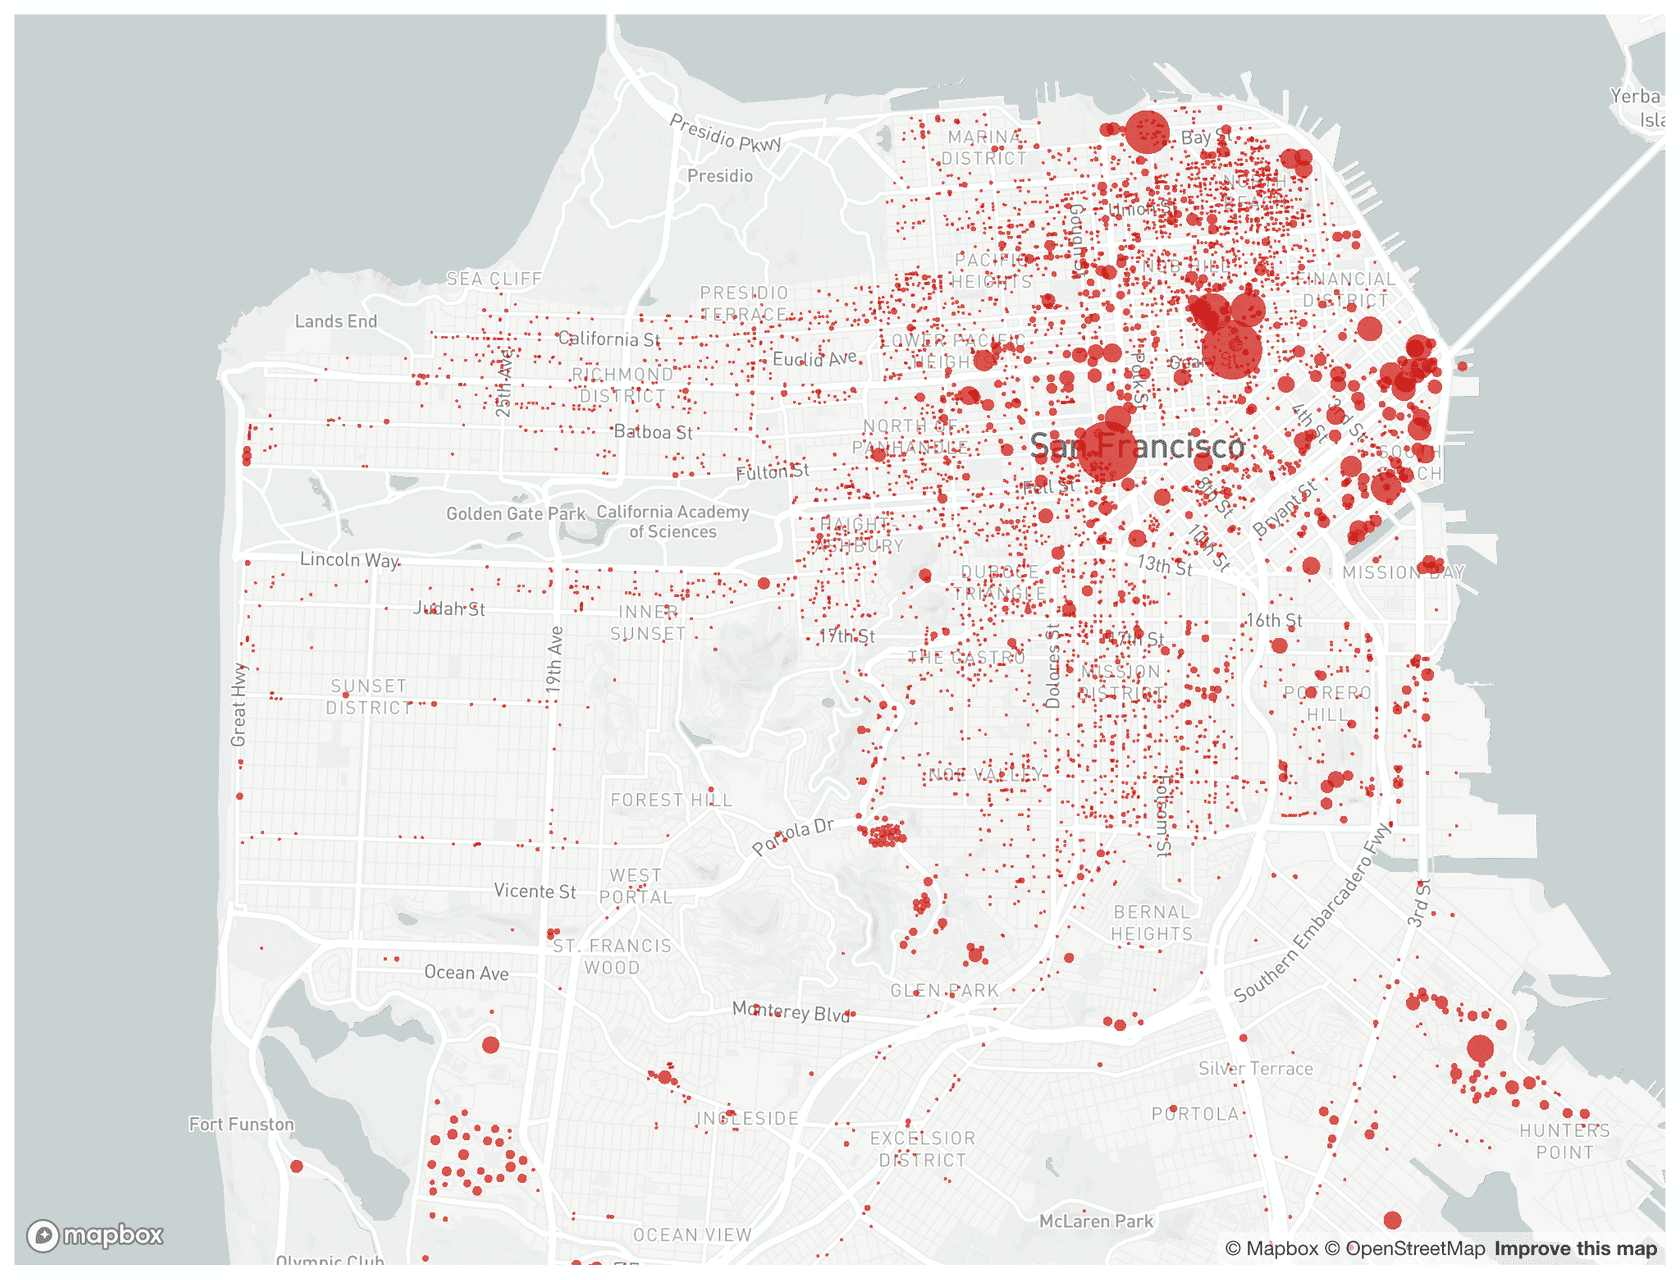 Yerba
Isla
Presidio Pkwy
MARINA
DISTRICT
Bay St
Presidio
NORTH
BEACH
Union St
Gough St
SEA CLIFF
PACIFIC
HEIGHTS
NOB HILL
FINANCIAL
DISTRICT
PRESIDIO
TERRACE
Lands End
California St
LOWER PACIFIC
HEIGHTS
Euclid Ave
Geary St
Polk St
RICHMOND
DISTRICT
25th Ave
3rd St
4th St
Balboa St
NORTH OF
PANHANDLE
San Francisco
SOUTH
BEACH
Fulton St
Fell St
8th St
Bryant St
Golden Gate Park
California Academy
of Sciences
HAIGHT-
ASHBURY
10th St
Lincoln Way
13th St
DUBOCE
TRIANGLE
MISSION BAY
Judah St
INNER
SUNSET
17th St
17th St
16th St
THE CASTRO
Dolores St
MISSION
DISTRICT
19th Ave
Great Hwy
SUNSET
DISTRICT
POTRERO
HILL
NOE VALLEY
Folsom St
FOREST HILL
Portola Dr
WEST
PORTAL
Vicente St
BERNAL
HEIGHTS
Southern Embarcadero Fwy
3rd St
ST. FRANCIS
WOOD
Ocean Ave
GLEN PARK
Monterey Blvd
Silver Terrace
INGLESIDE
PORTOLA
Fort Funston
EXCELSIOR
DISTRICT
HUNTERS
POINT
McLaren Park
OCEAN VIEW
mapbox
Olympic Club
© Mapbox © OpenStreetMap Improve this map